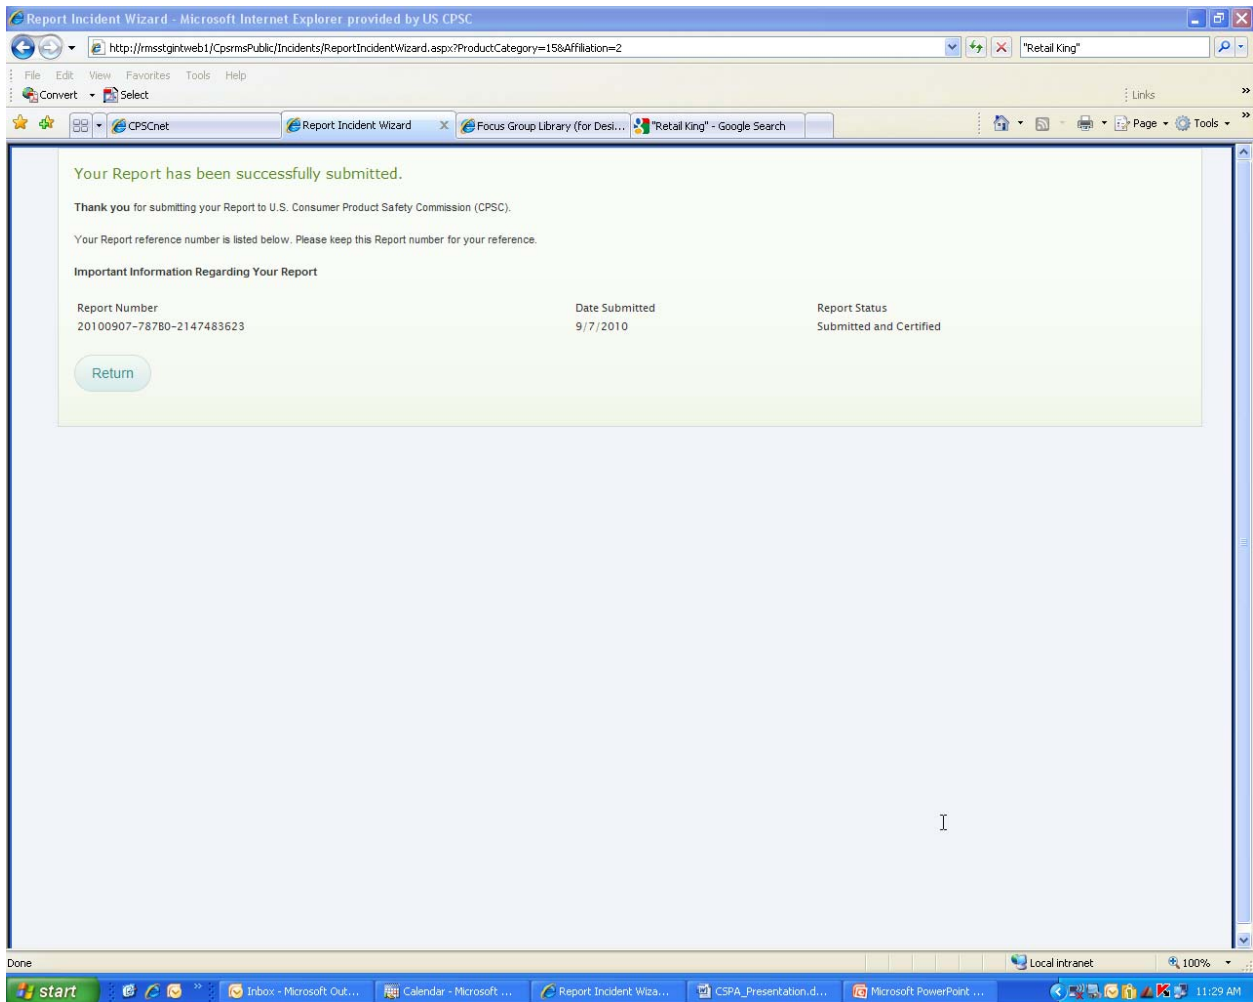 Report Incident Wizard - Microsoft Internet Explorer provided by US CPSC
http://rmsstgintweb1/CpsrmsPublic/Incidents/ReportIncidentWizard.aspx?ProductCategory=15&Affiliation=2 "Retail King"
File Edit View Favorites Tools Help
Convert Select Links
CPSCnet Report Incident Wizard X Focus Group Library (for Desi... "Retail King" - Google Search Page Tools
Your Report has been successfully submitted.
Thank you for submitting your Report to U.S. Consumer Product Safety Commission (CPSC).
Your Report reference number is listed below. Please keep this Report number for your reference.
Important Information Regarding Your Report
Report Number Date Submitted Report Status
20100907-787B0-2147483623 9/7/2010 Submitted and Certified
Return
Done Local intranet 100%
start Inbox - Microsoft Out... Calendar - Microsoft ... Report Incident Wiza... CSPA_Presentation.d... Microsoft PowerPoint ... 11:29 AM